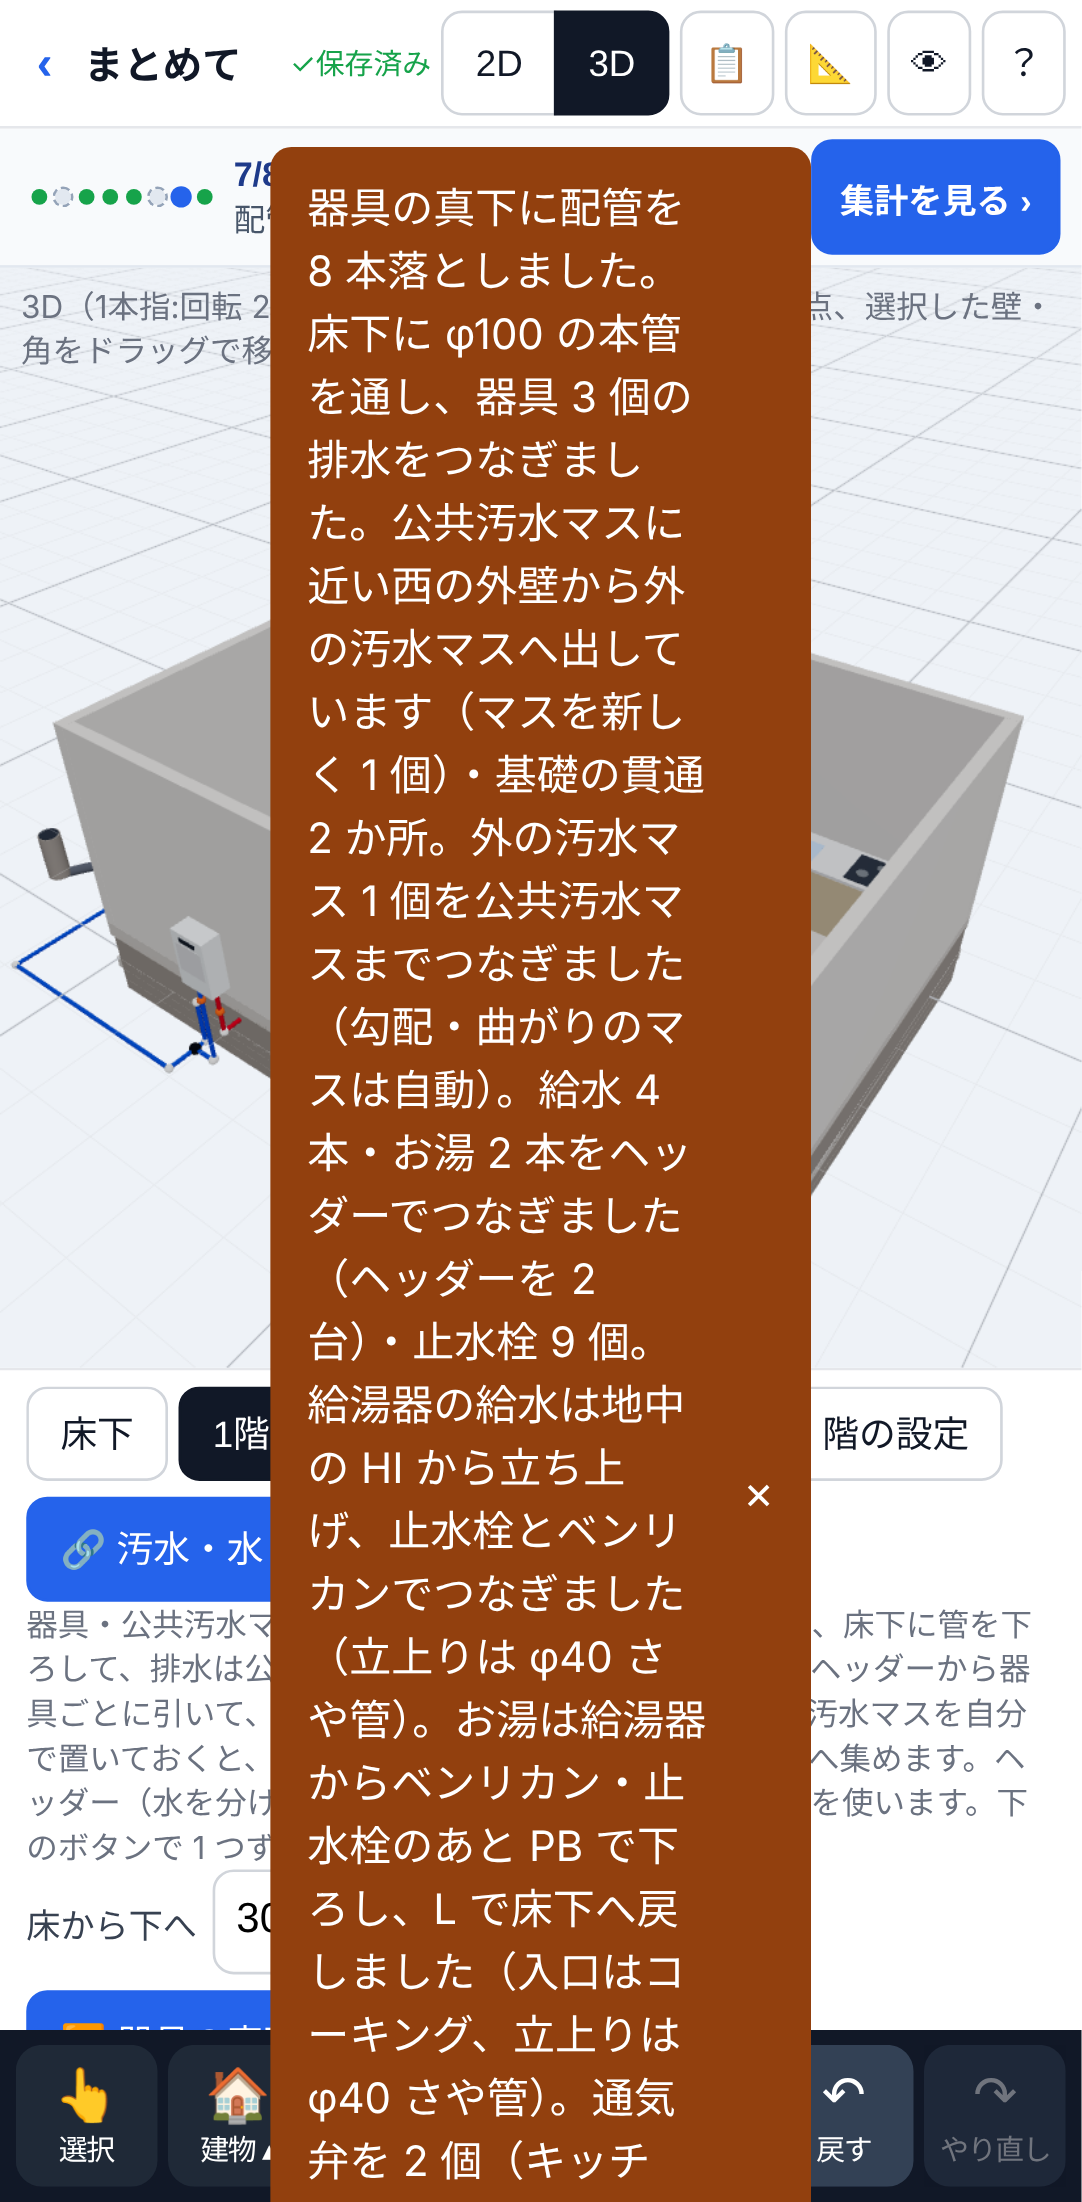 ‹ まとめて ✓保存済み 2D 3D ?
7/8
集計を見る ›
3D（1本指:回転 2
点、選択した壁・
角をドラッグで移
器具の真下に配管を
8 本落としました。
床下に φ100 の本管
を通し、器具 3 個の
排水をつなぎまし
た。公共汚水マスに
近い西の外壁から外
の汚水マスへ出して
います（マスを新し
く 1 個）・基礎の貫通
2 か所。外の汚水マ
ス 1 個を公共汚水マ
スまでつなぎました
（勾配・曲がりのマ
スは自動）。給水 4
本・お湯 2 本をヘッ
ダーでつなぎました
（ヘッダーを 2
台）・止水栓 9 個。
給湯器の給水は地中
の HI から立ち上
げ、止水栓とベンリ
カンでつなぎました
（立上りは φ40 さ
や管）。お湯は給湯器
からベンリカン・止
水栓のあと PB で下
ろし、L で床下へ戻
しました（入口はコ
ーキング、立上りは
φ40 さや管）。通気
弁を 2 個（キッチ
×
床下 1階 階の設定
汚水・水
器具・公共汚水マ
、床下に管を下
ろして、排水は公
ヘッダーから器
具ごとに引いて、
汚水マスを自分
で置いておくと、
へ集めます。ヘ
ッダー（水を分け
を使います。下
のボタンで 1 つず
床から下へ 30
選択 建物 戻す やり直し